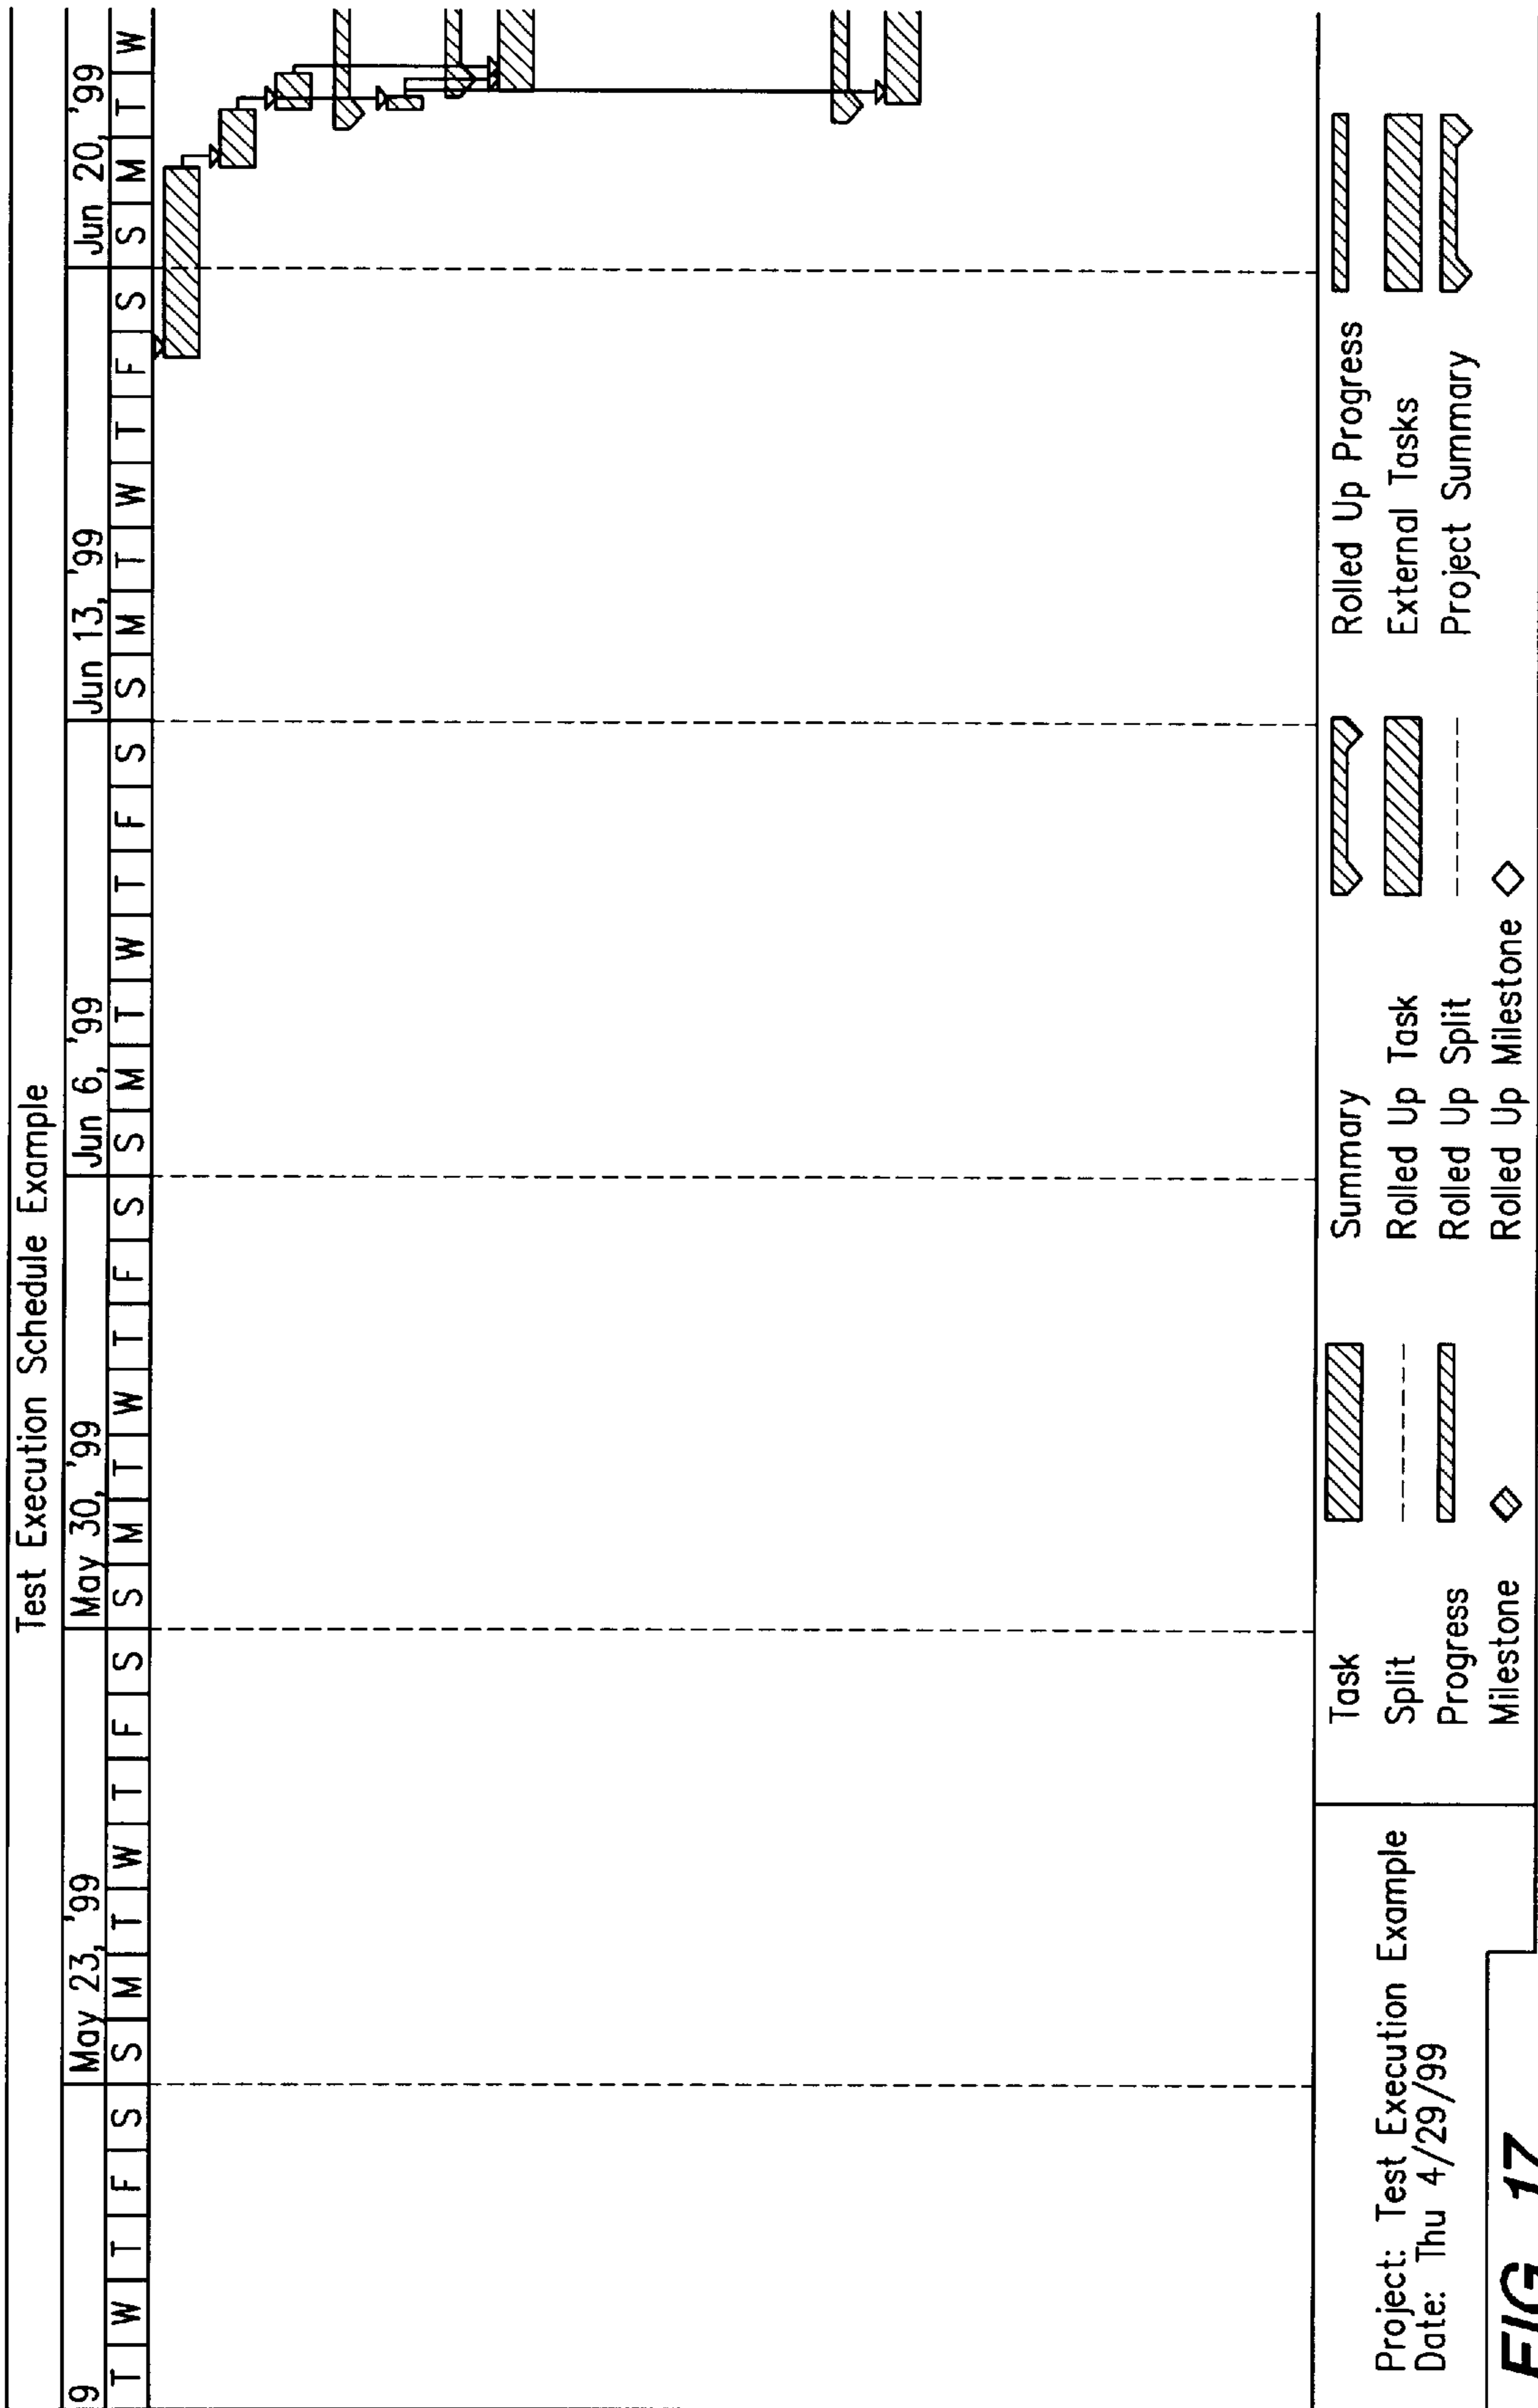 Test Execution Schedule Example
9 May 23, '99 May 30, '99 Jun 6, '99 Jun 13, '99 Jun 20, '99
T W T F S S M T W T F S S M T W T F S S M T W T F S S M T W T F S S M T W
Project: Test Execution Example
Date: Thu 4/29/99
Task
Split
Progress
Milestone
Summary
Rolled Up Task
Rolled Up Split
Rolled Up Milestone
Rolled Up Progress
External Tasks
Project Summary
FIG. 17